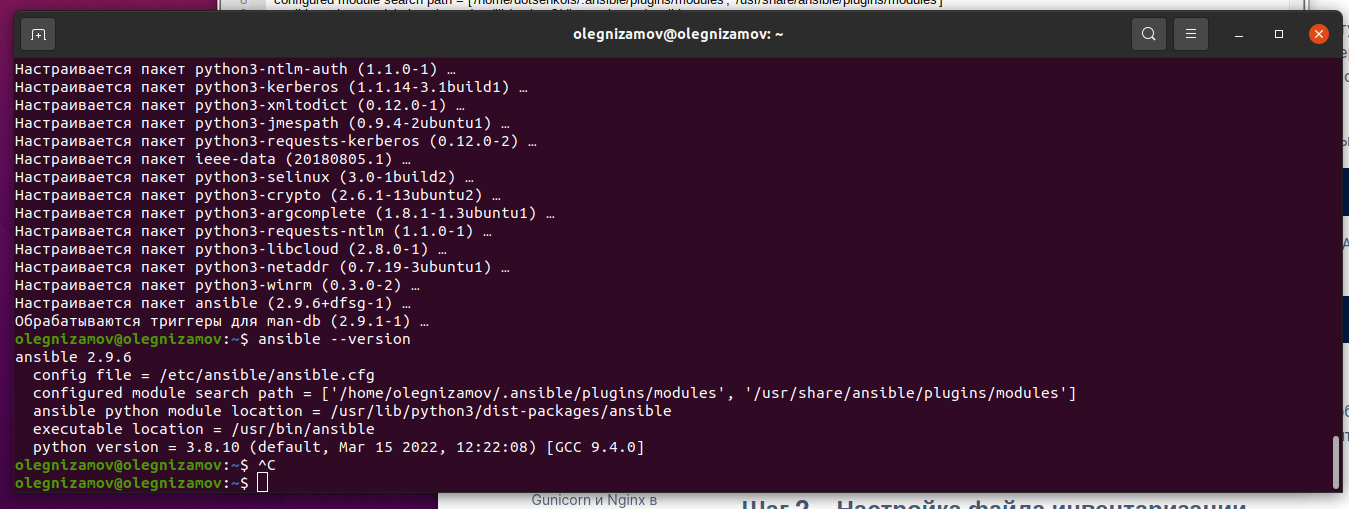 configured module search path = ['/home/dotsenkois/.ansible/plugins/modules', '/usr/share/ansible/plugins/modules']
olegnizamov@olegnizamov: ~
Настраивается пакет python3-ntlm-auth (1.1.0-1) …
Настраивается пакет python3-kerberos (1.1.14-3.1build1) …
Настраивается пакет python3-xmltodict (0.12.0-1) …
Настраивается пакет python3-jmespath (0.9.4-2ubuntu1) …
Настраивается пакет python3-requests-kerberos (0.12.0-2) …
Настраивается пакет ieee-data (20180805.1) …
Настраивается пакет python3-selinux (3.0-1build2) …
Настраивается пакет python3-crypto (2.6.1-13ubuntu2) …
Настраивается пакет python3-argcomplete (1.8.1-1.3ubuntu1) …
Настраивается пакет python3-requests-ntlm (1.1.0-1) …
Настраивается пакет python3-libcloud (2.8.0-1) …
Настраивается пакет python3-netaddr (0.7.19-3ubuntu1) …
Настраивается пакет python3-winrm (0.3.0-2) …
Настраивается пакет ansible (2.9.6+dfsg-1) …
Обрабатываются триггеры для man-db (2.9.1-1) …
olegnizamov@olegnizamov:~$ ansible --version
ansible 2.9.6
  config file = /etc/ansible/ansible.cfg
  configured module search path = ['/home/olegnizamov/.ansible/plugins/modules', '/usr/share/ansible/plugins/modules']
  ansible python module location = /usr/lib/python3/dist-packages/ansible
  executable location = /usr/bin/ansible
  python version = 3.8.10 (default, Mar 15 2022, 12:22:08) [GCC 9.4.0]
olegnizamov@olegnizamov:~$ ^C
olegnizamov@olegnizamov:~$
Gunicorn и Nginx в
Шаг 2 — Настройка файла инвентаризации